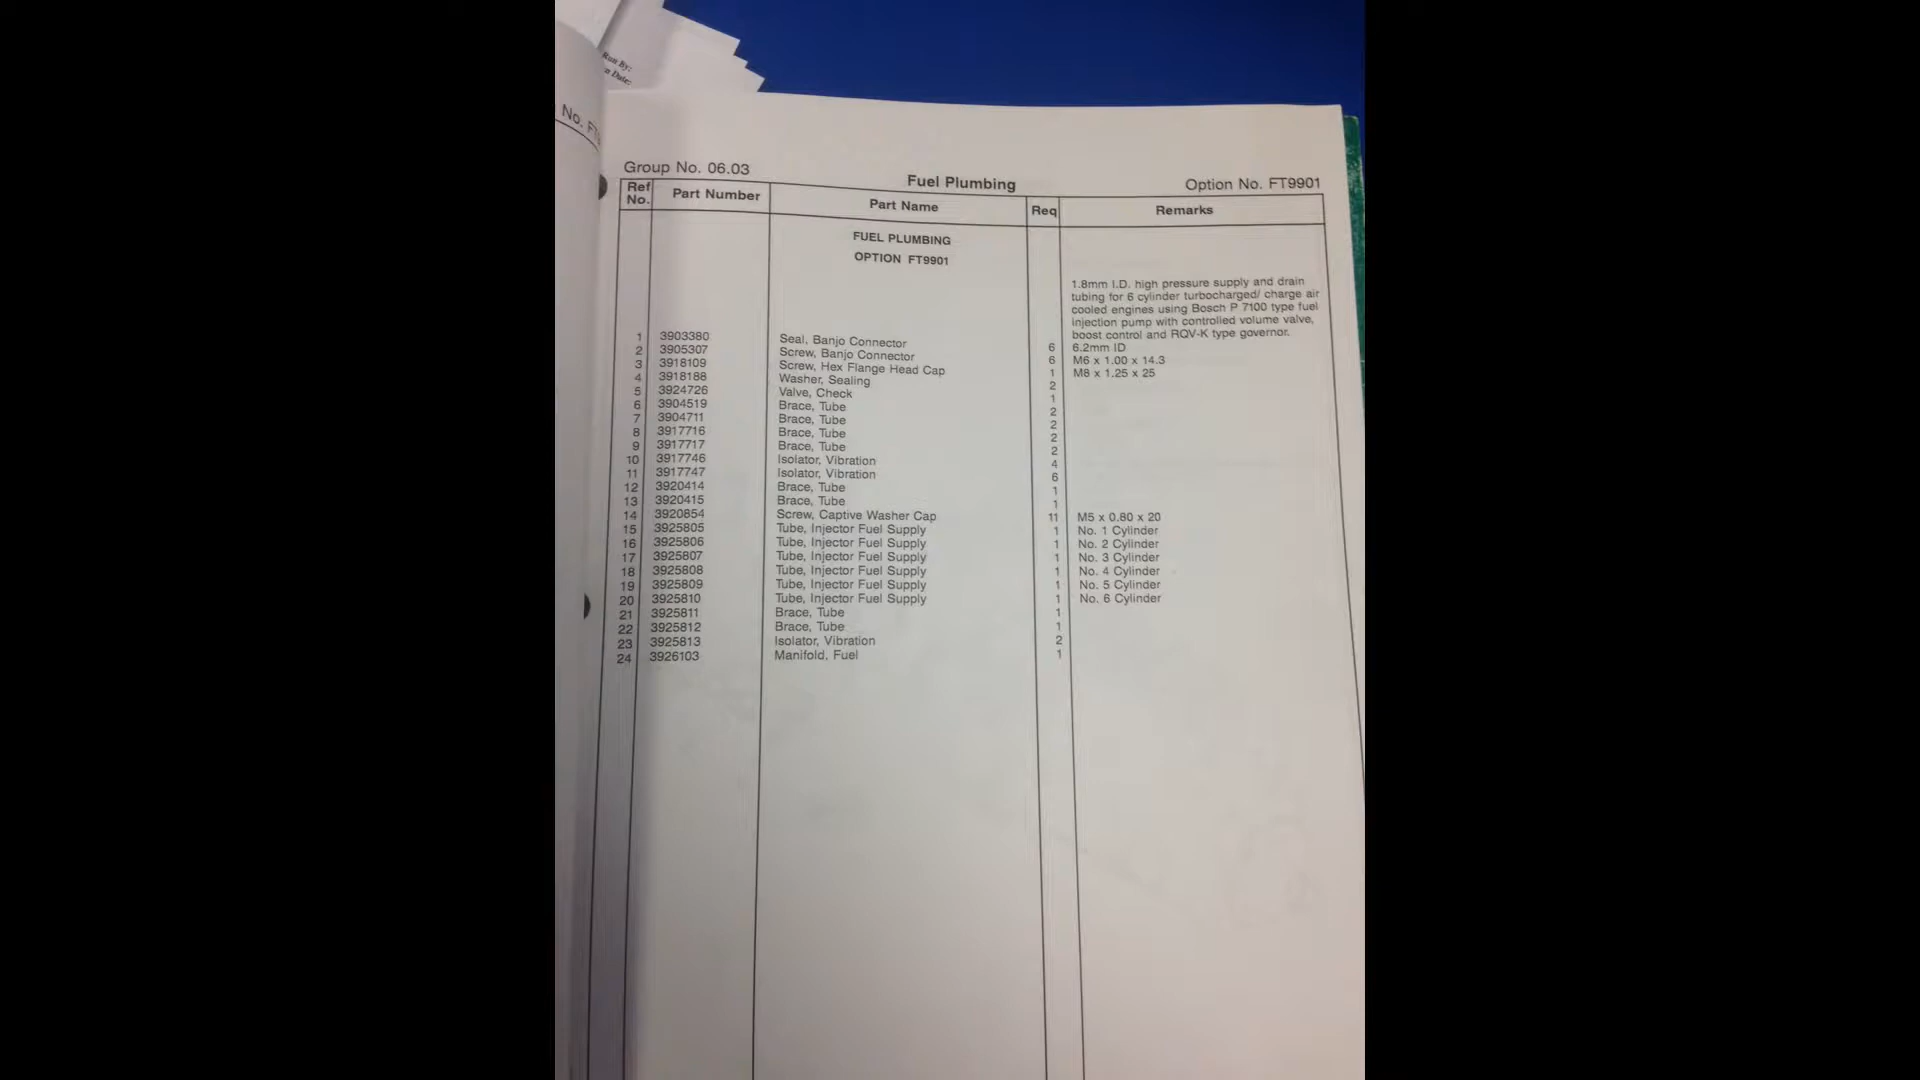 Run By:
n Date:
No. FT9
Group No. 06.03 Fuel Plumbing Option No. FT9901
Ref No. Part Number Part Name Req Remarks
FUEL PLUMBING
OPTION FT9901
1.8mm I.D. high pressure supply and drain
tubing for 6 cylinder turbocharged/ charge air
cooled engines using Bosch P 7100 type fuel
injection pump with controlled volume valve,
boost control and RQV-K type governor.
1 3903380 Seal, Banjo Connector 6 6.2mm ID
2 3905307 Screw, Banjo Connector 6 M6 x 1.00 x 14.3
3 3918109 Screw, Hex Flange Head Cap 1 M8 x 1.25 x 25
4 3918188 Washer, Sealing 2
5 3924726 Valve, Check 1
6 3904519 Brace, Tube 2
7 3904711 Brace, Tube 2
8 3917716 Brace, Tube 2
9 3917717 Brace, Tube 2
10 3917746 Isolator, Vibration 4
11 3917747 Isolator, Vibration 6
12 3920414 Brace, Tube 1
13 3920415 Brace, Tube 1
14 3920854 Screw, Captive Washer Cap 11 M5 x 0.80 x 20
15 3925805 Tube, Injector Fuel Supply 1 No. 1 Cylinder
16 3925806 Tube, Injector Fuel Supply 1 No. 2 Cylinder
17 3925807 Tube, Injector Fuel Supply 1 No. 3 Cylinder
18 3925808 Tube, Injector Fuel Supply 1 No. 4 Cylinder
19 3925809 Tube, Injector Fuel Supply 1 No. 5 Cylinder
20 3925810 Tube, Injector Fuel Supply 1 No. 6 Cylinder
21 3925811 Brace, Tube 1
22 3925812 Brace, Tube 1
23 3925813 Isolator, Vibration 2
24 3926103 Manifold, Fuel 1